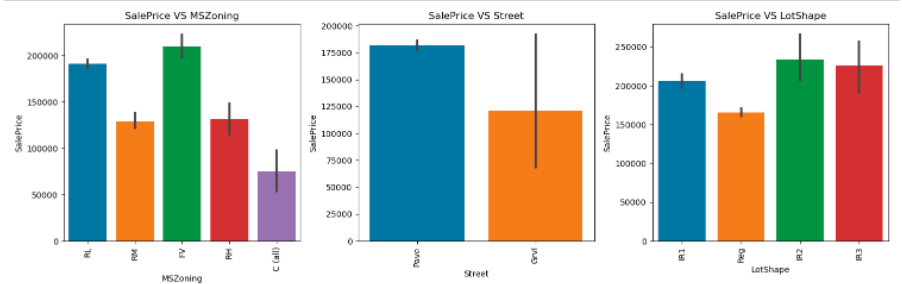 SalePrice VS MSZoning
SalePrice
200000
150000
100000
50000
0
RL
RM
FV
RH
C (all)
MSZoning
SalePrice VS Street
SalePrice
200000
175000
150000
125000
100000
75000
50000
25000
0
Pave
Grvl
Street
SalePrice VS LotShape
SalePrice
250000
200000
150000
100000
50000
0
IR1
Reg
IR2
IR3
LotShape